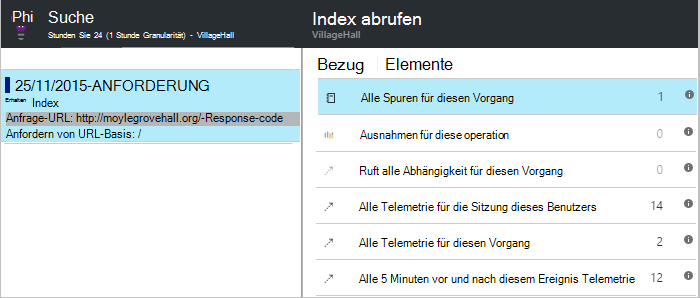 Phi Suche
Stunden Sie 24 (1 Stunde Granularität) - VillageHall
25/11/2015-ANFORDERUNG
Erhalten Index
Anfrage-URL: http://moylegrovehall.org/-Response-code
Anfordern von URL-Basis: /
Index abrufen
VillageHall
Bezug Elemente
Alle Spuren für diesen Vorgang 1
Ausnahmen für diese operation 0
Ruft alle Abhängigkeit für diesen Vorgang 0
Alle Telemetrie für die Sitzung dieses Benutzers 14
Alle Telemetrie für diesen Vorgang 2
Alle 5 Minuten vor und nach diesem Ereignis Telemetrie 12